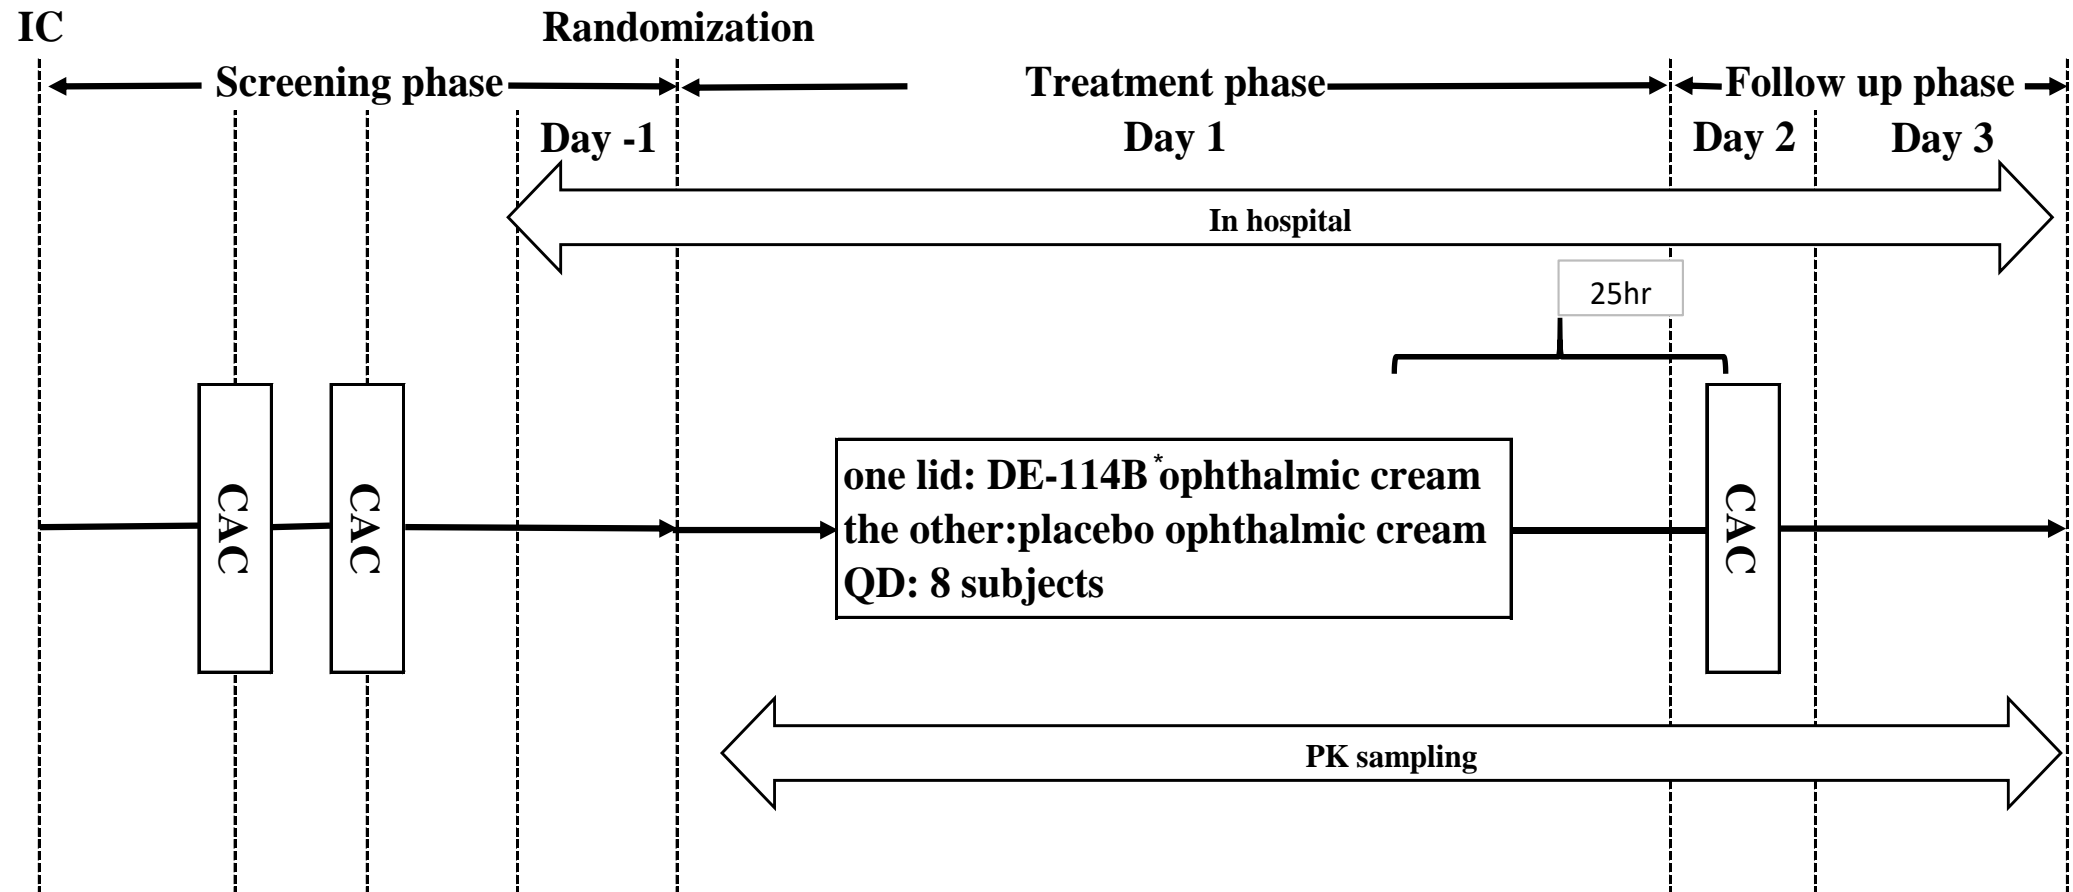 IC
Randomization
Screening phase
Treatment phase
Follow up phase
Day -1
Day 1
Day 2
Day 3
In hospital
25hr
CAC
CAC
one lid: DE-114B*ophthalmic cream
the other:placebo ophthalmic cream
QD: 8 subjects
CAC
PK sampling